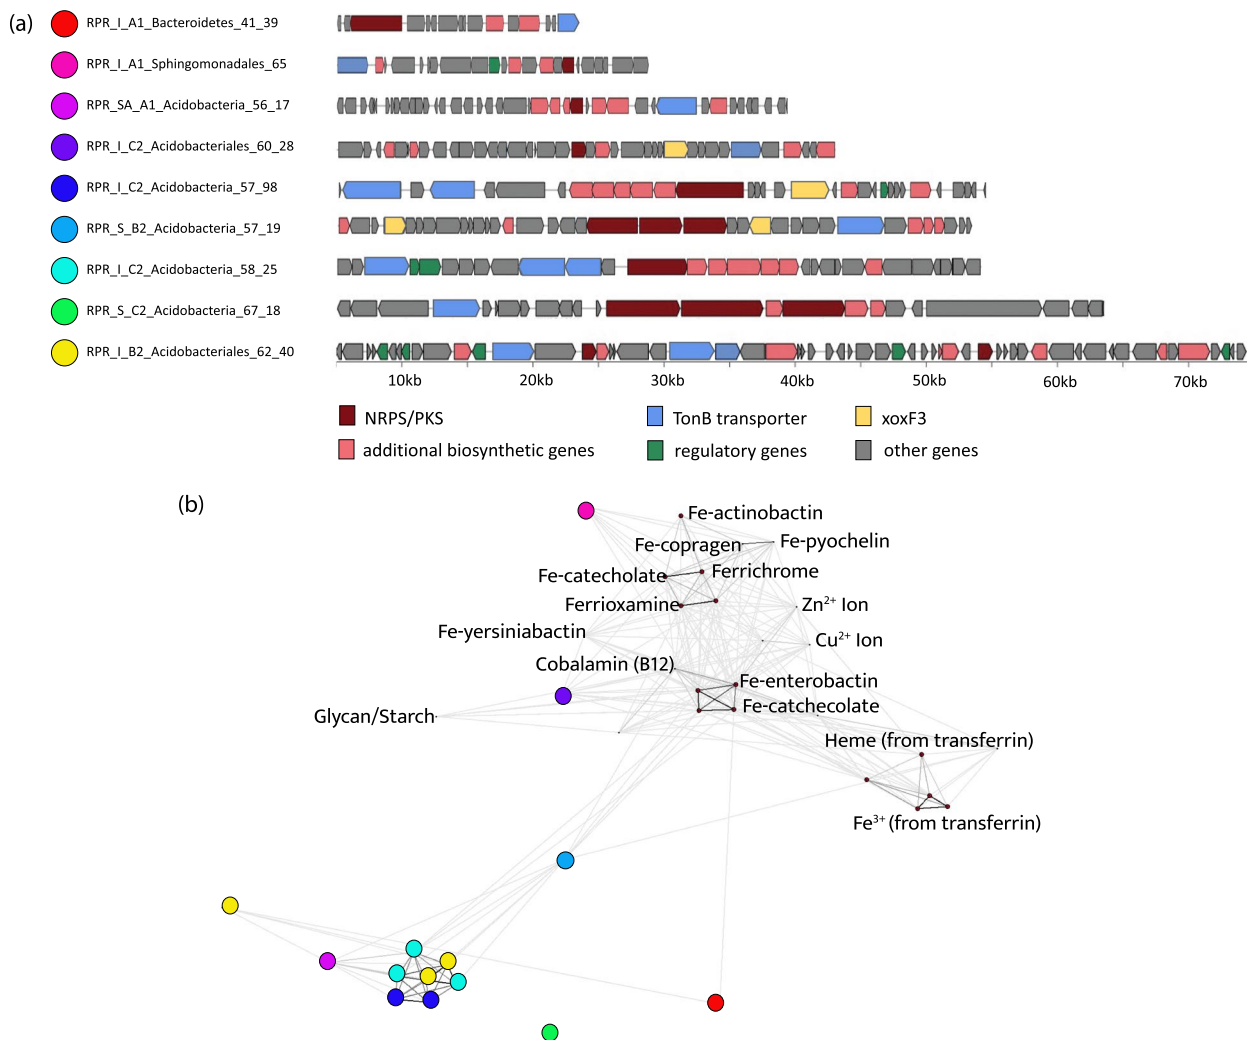 (a)
RPR_I_A1_Bacteroidetes_41_39
RPR_I_A1_Sphingomonadales_65
RPR_SA_A1_Acidobacteria_56_17
RPR_I_C2_Acidobacteriales_60_28
RPR_I_C2_Acidobacteria_57_98
RPR_S_B2_Acidobacteria_57_19
RPR_I_C2_Acidobacteria_58_25
RPR_S_C2_Acidobacteria_67_18
RPR_I_B2_Acidobacteriales_62_40
10kb 20kb 30kb 40kb 50kb 60kb 70kb
NRPS/PKS TonB transporter xoxF3
additional biosynthetic genes regulatory genes other genes
(b)
Fe-actinobactin
Fe-copragen Fe-pyochelin
Fe-catecholate Ferrichrome
Ferrioxamine Zn²⁺ Ion
Fe-yersiniabactin Cu²⁺ Ion
Cobalamin (B12)
Fe-enterobactin
Fe-catchecolate
Glycan/Starch
Heme (from transferrin)
Fe³⁺ (from transferrin)